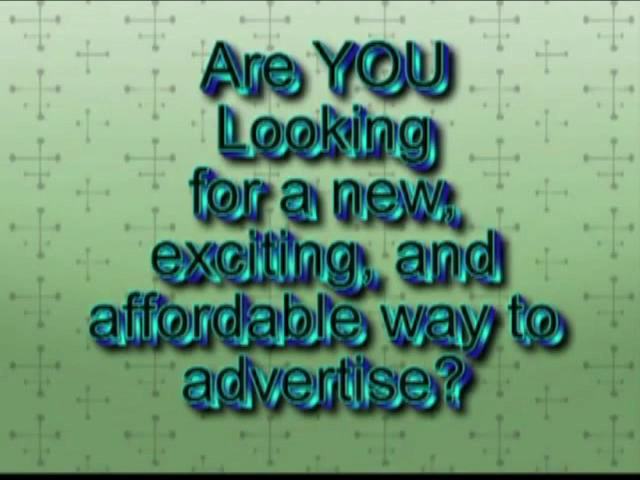 Are YOU
Looking
for a new,
exciting, and
affordable way to
advertise?